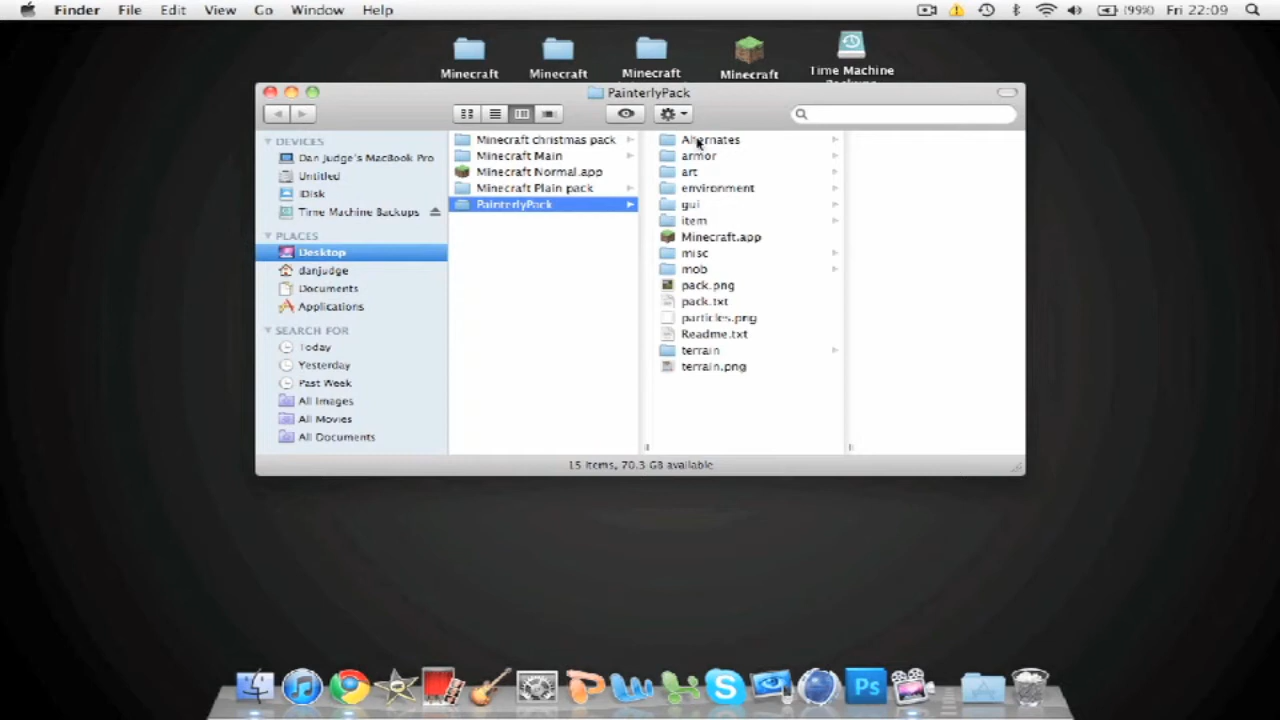 Finder File Edit View Go Window Help (99%) Fri 22:09
Minecraft Minecraft Minecraft Minecraft Time Machine
PainterlyPack
DEVICES
Dan Judge's MacBook Pro
Untitled
iDisk
Time Machine Backups
PLACES
Desktop
danjudge
Documents
Applications
SEARCH FOR
Today
Yesterday
Past Week
All Images
All Movies
All Documents
Minecraft christmas pack
Minecraft Main
Minecraft Normal.app
Minecraft Plain pack
PainterlyPack
Alternates
armor
art
environment
gui
item
Minecraft.app
misc
mob
pack.png
pack.txt
particles.png
Readme.txt
terrain
terrain.png
15 items, 70.3 GB available
Ps